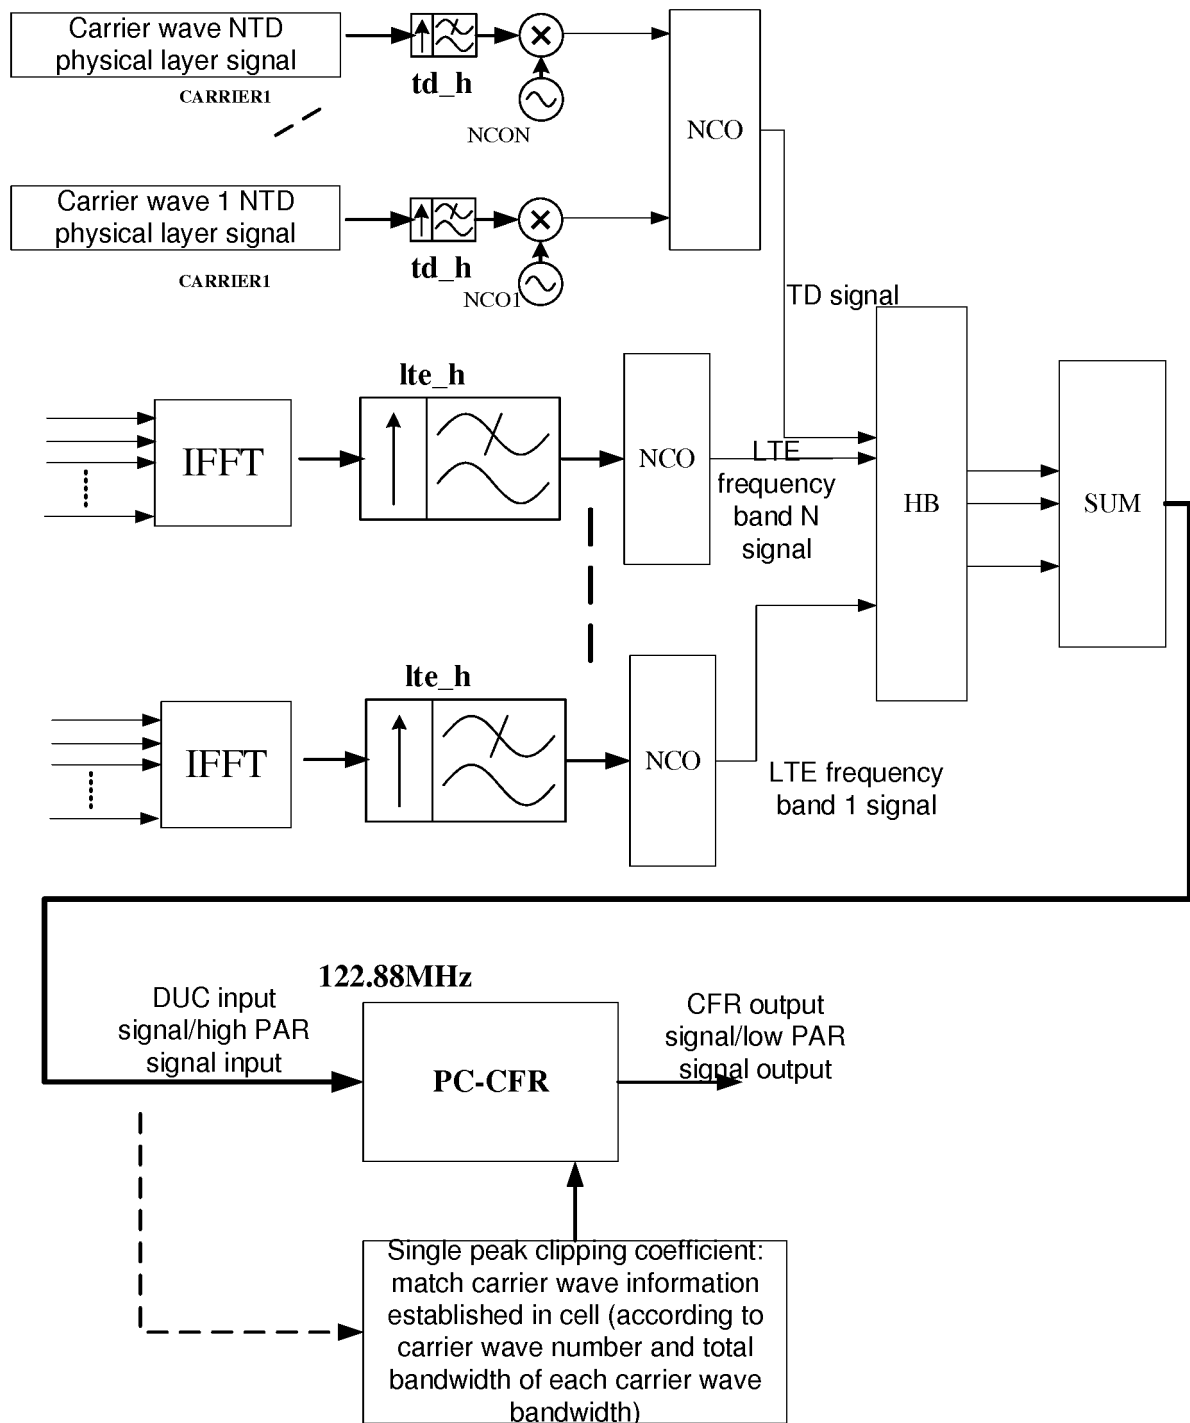 Carrier wave NTD
physical layer signal
CARRIER1
td_h
NCON
NCO
Carrier wave 1 NTD
physical layer signal
CARRIER1
td_h
NCO1
TD signal
lte_h
IFFT
NCO
LTE
frequency
band N
signal
HB
SUM
lte_h
IFFT
NCO
LTE frequency
band 1 signal
122.88MHz
DUC input
signal/high PAR
signal input
PC-CFR
CFR output
signal/low PAR
signal output
Single peak clipping coefficient:
match carrier wave information
established in cell (according to
carrier wave number and total
bandwidth of each carrier wave
bandwidth)